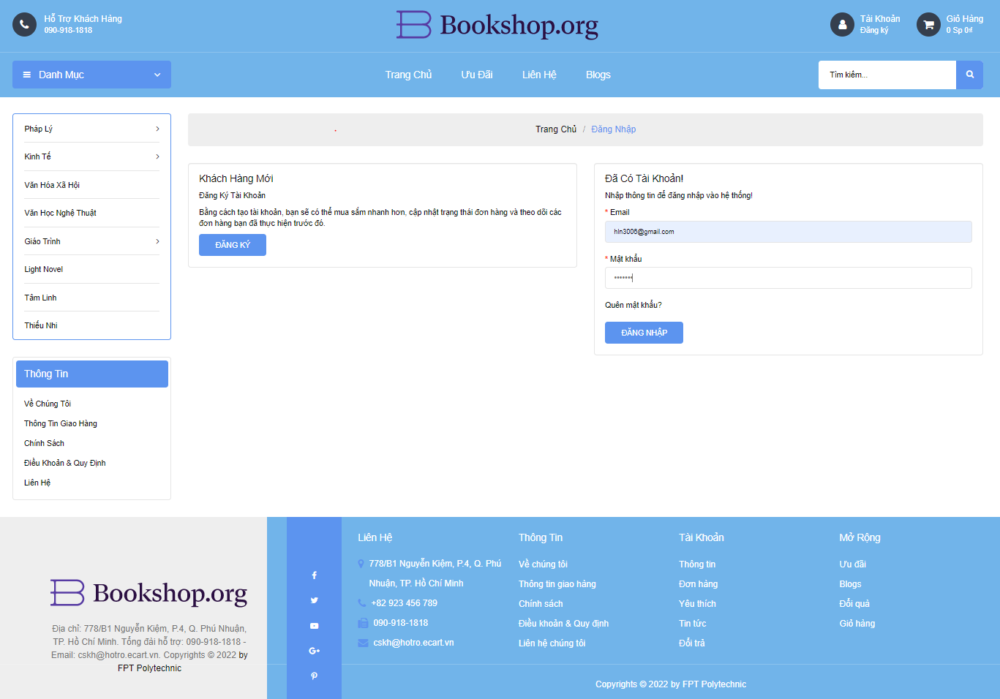 Hỗ Trợ Khách Hàng
090-918-1818
Bookshop.org
Tài Khoản
Đăng ký
Giỏ Hàng
0 Sp 0₫
Danh Mục
Trang Chủ
Ưu Đãi
Liên Hệ
Blogs
Tìm kiếm...
Pháp Lý
Kinh Tế
Văn Hóa Xã Hội
Văn Học Nghệ Thuật
Giáo Trình
Light Novel
Tâm Linh
Thiếu Nhi
Thông Tin
Về Chúng Tôi
Thông Tin Giao Hàng
Chính Sách
Điều Khoản & Quy Định
Liên Hệ
Trang Chủ / Đăng Nhập
Khách Hàng Mới
Đăng Ký Tài Khoản
Bằng cách tạo tài khoản, bạn sẽ có thể mua sắm nhanh hơn, cập nhật trạng thái đơn hàng và theo dõi các
đơn hàng bạn đã thực hiện trước đó.
ĐĂNG KÝ
Đã Có Tài Khoản!
Nhập thông tin để đăng nhập vào hệ thống!
* Email
hln3006@gmail.com
* Mật khẩu
•••••••
Quên mật khẩu?
ĐĂNG NHẬP
Bookshop.org
Địa chỉ: 778/B1 Nguyễn Kiệm, P.4, Q. Phú Nhuận,
TP. Hồ Chí Minh. Tổng đài hỗ trợ: 090-918-1818 -
Email: cskh@hotro.ecart.vn. Copyrights © 2022 by
FPT Polytechnic
Liên Hệ
778/B1 Nguyễn Kiệm, P.4, Q. Phú
Nhuận, TP. Hồ Chí Minh
+82 923 456 789
090-918-1818
cskh@hotro.ecart.vn
Thông Tin
Về chúng tôi
Thông tin giao hàng
Chính sách
Điều khoản & Quy định
Liên hệ chúng tôi
Tài Khoản
Thông tin
Đơn hàng
Yêu thích
Tin tức
Đổi trả
Mở Rộng
Ưu đãi
Blogs
Đổi quà
Giỏ hàng
Copyrights © 2022 by FPT Polytechnic